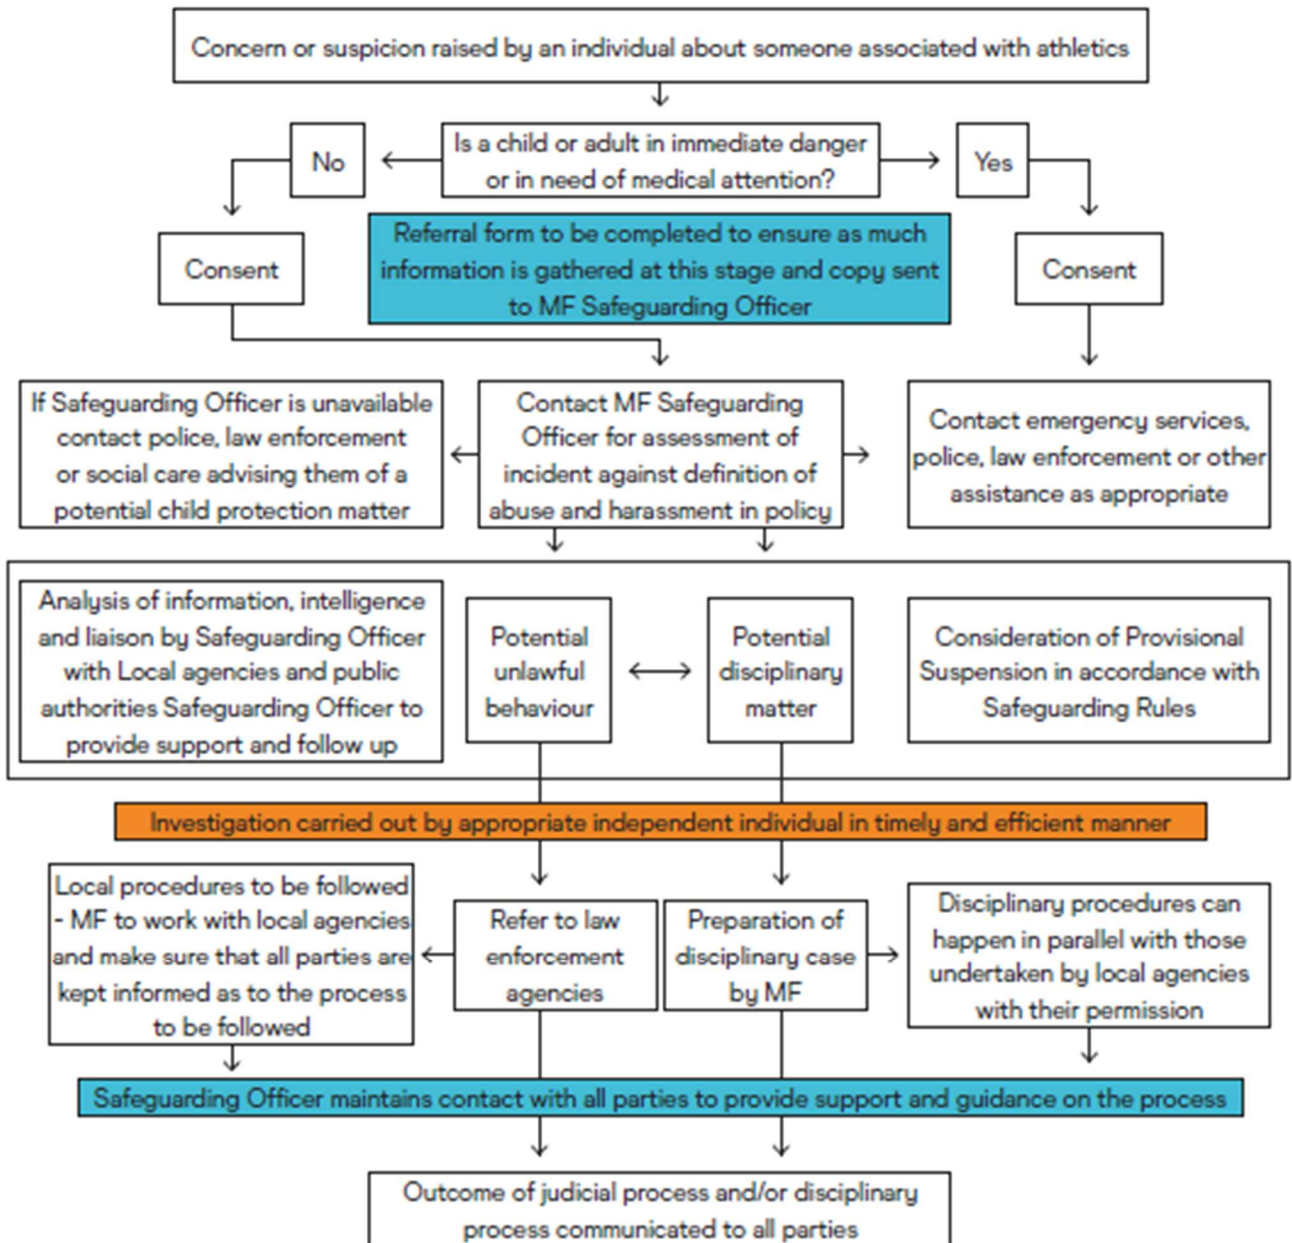 Concern or suspicion raised by an individual about someone associated with athletics
No
Is a child or adult in immediate danger
or in need of medical attention?
Yes
Consent
Referral form to be completed to ensure as much
information is gathered at this stage and copy sent
to MF Safeguarding Officer
Consent
If Safeguarding Officer is unavailable
contact police, law enforcement
or social care advising them of a
potential child protection matter
Contact MF Safeguarding
Officer for assessment of
incident against definition of
abuse and harassment in policy
Contact emergency services,
police, law enforcement or other
assistance as appropriate
Analysis of information, intelligence
and liaison by Safeguarding Officer
with Local agencies and public
authorities Safeguarding Officer to
provide support and follow up
Potential
unlawful
behaviour
Potential
disciplinary
matter
Consideration of Provisional
Suspension in accordance with
Safeguarding Rules
Investigation carried out by appropriate independent individual in timely and efficient manner
Local procedures to be followed
- MF to work with local agencies
and make sure that all parties are
kept informed as to the process
to be followed
Refer to law
enforcement
agencies
Preparation of
disciplinary case
by MF
Disciplinary procedures can
happen in parallel with those
undertaken by local agencies
with their permission
Safeguarding Officer maintains contact with all parties to provide support and guidance on the process
Outcome of judicial process and/or disciplinary
process communicated to all parties